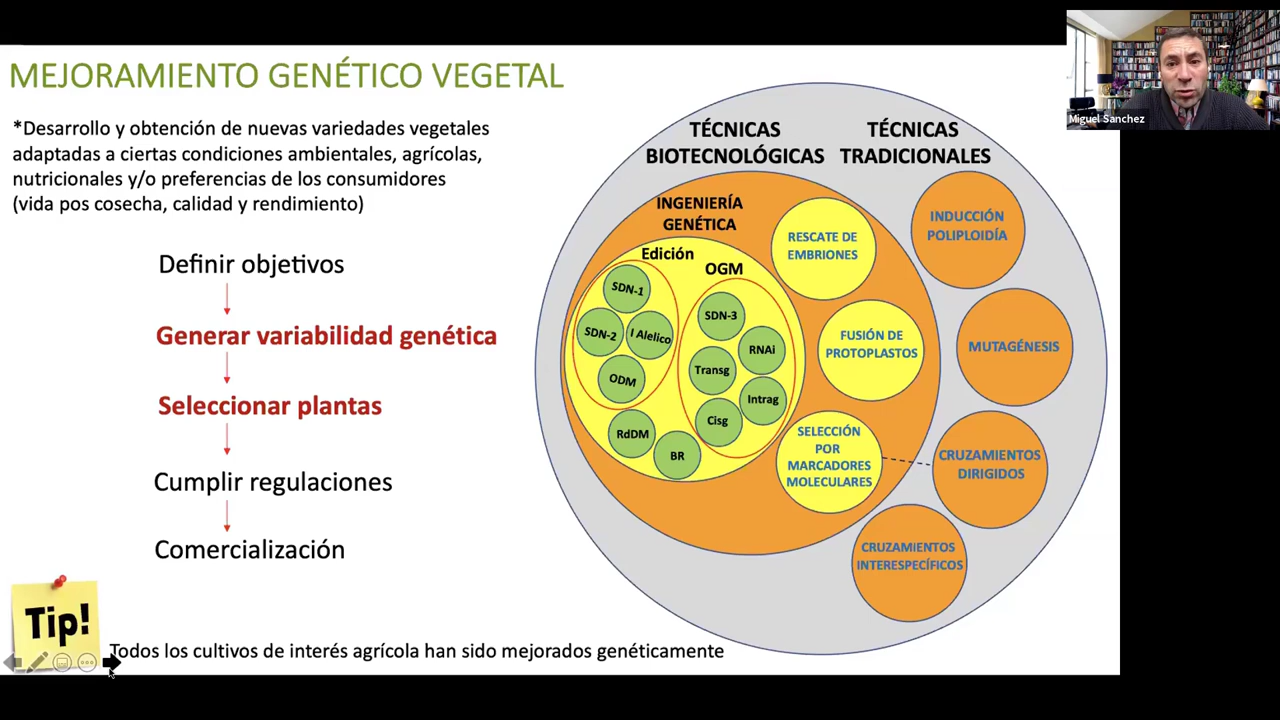 MEJORAMIENTO GENÉTICO VEGETAL
*Desarrollo y obtención de nuevas variedades vegetales
adaptadas a ciertas condiciones ambientales, agrícolas,
nutricionales y/o preferencias de los consumidores
(vida pos cosecha, calidad y rendimiento)
Definir objetivos
Generar variabilidad genética
Seleccionar plantas
Cumplir regulaciones
Comercialización
Tip!
Todos los cultivos de interés agrícola han sido mejorados genéticamente
TÉCNICAS
BIOTECNOLÓGICAS
TÉCNICAS
TRADICIONALES
INGENIERÍA
GENÉTICA
Edición
OGM
SDN-1
SDN-2
I Alelico
ODM
SDN-3
RNAi
Transg
Intrag
Cisg
RdDM
BR
RESCATE DE
EMBRIONES
FUSIÓN DE
PROTOPLASTOS
SELECCIÓN
POR
MARCADORES
MOLECULARES
INDUCCIÓN
POLIPLOIDÍA
MUTAGÉNESIS
CRUZAMIENTOS
DIRIGIDOS
CRUZAMIENTOS
INTERESPECÍFICOS
Miguel Sanchez